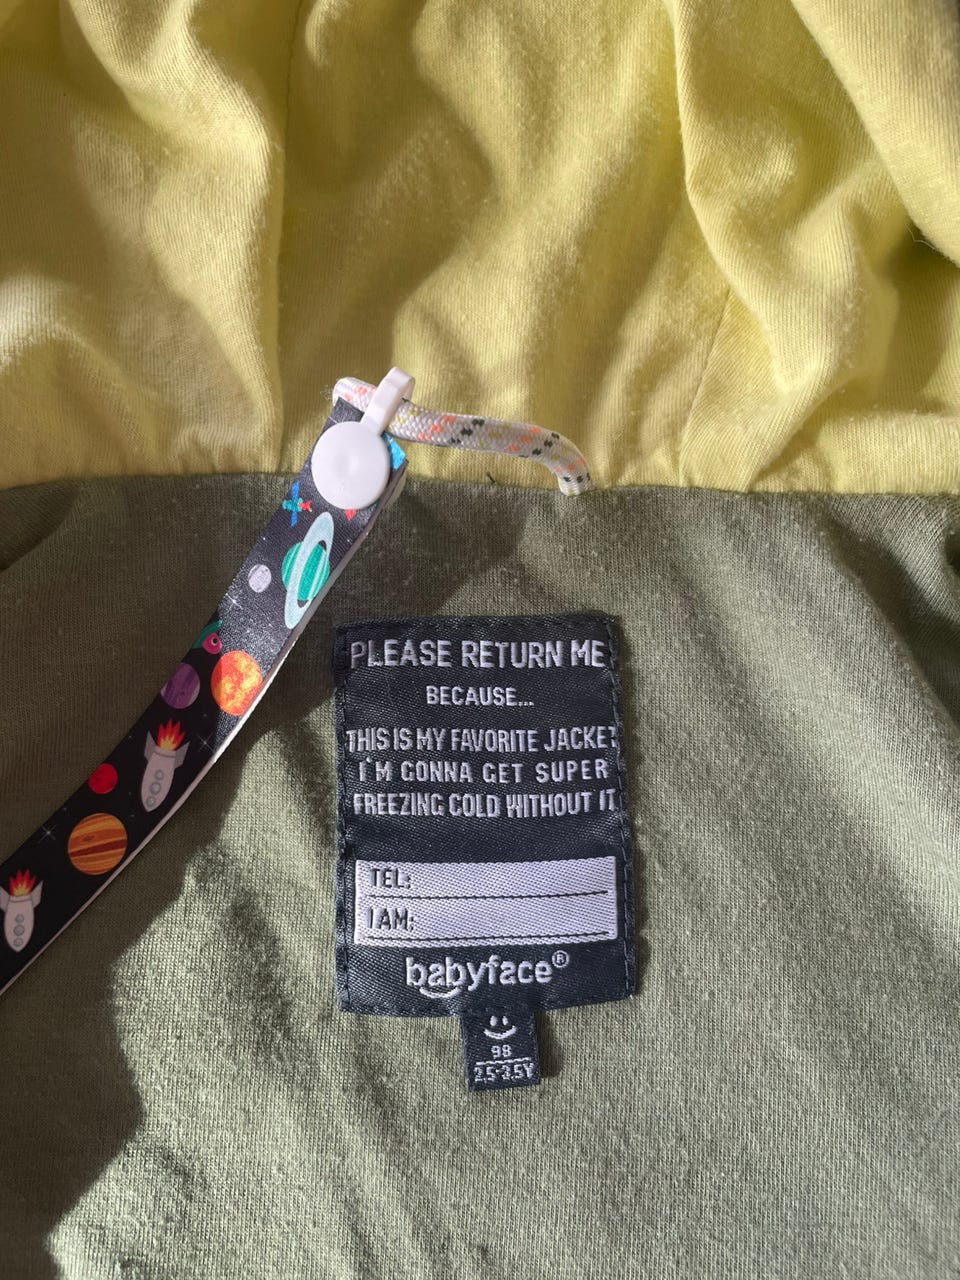 PLEASE RETURN ME
BECAUSE...
THIS IS MY FAVORITE JACKET
I'M GONNA GET SUPER
FREEZING COLD WITHOUT IT
TEL:
I AM:
babyface®
98
2,5-3,5Y